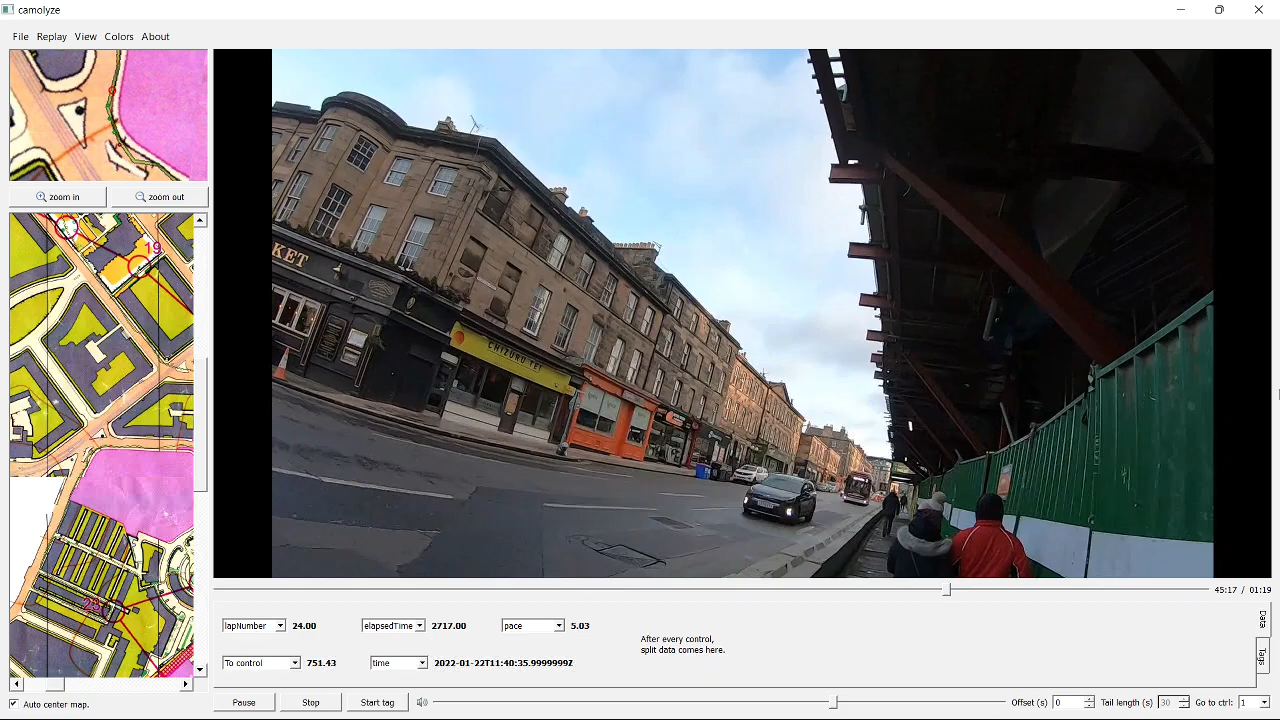 camolyze
File Replay View Colors About
zoom in zoom out
19
23
KET
CHIZURU-YEY
45:17 / 01:19
lapNumber 24.00 elapsedTime 2717.00 pace 5.03
To control 751.43 time 2022-01-22T11:40:35.9999999Z
After every control,
split data comes here.
Data
Tags
Auto center map.
Pause Stop Start tag Offset (s) 0 Tail length (s) 30 Go to ctrl: 1